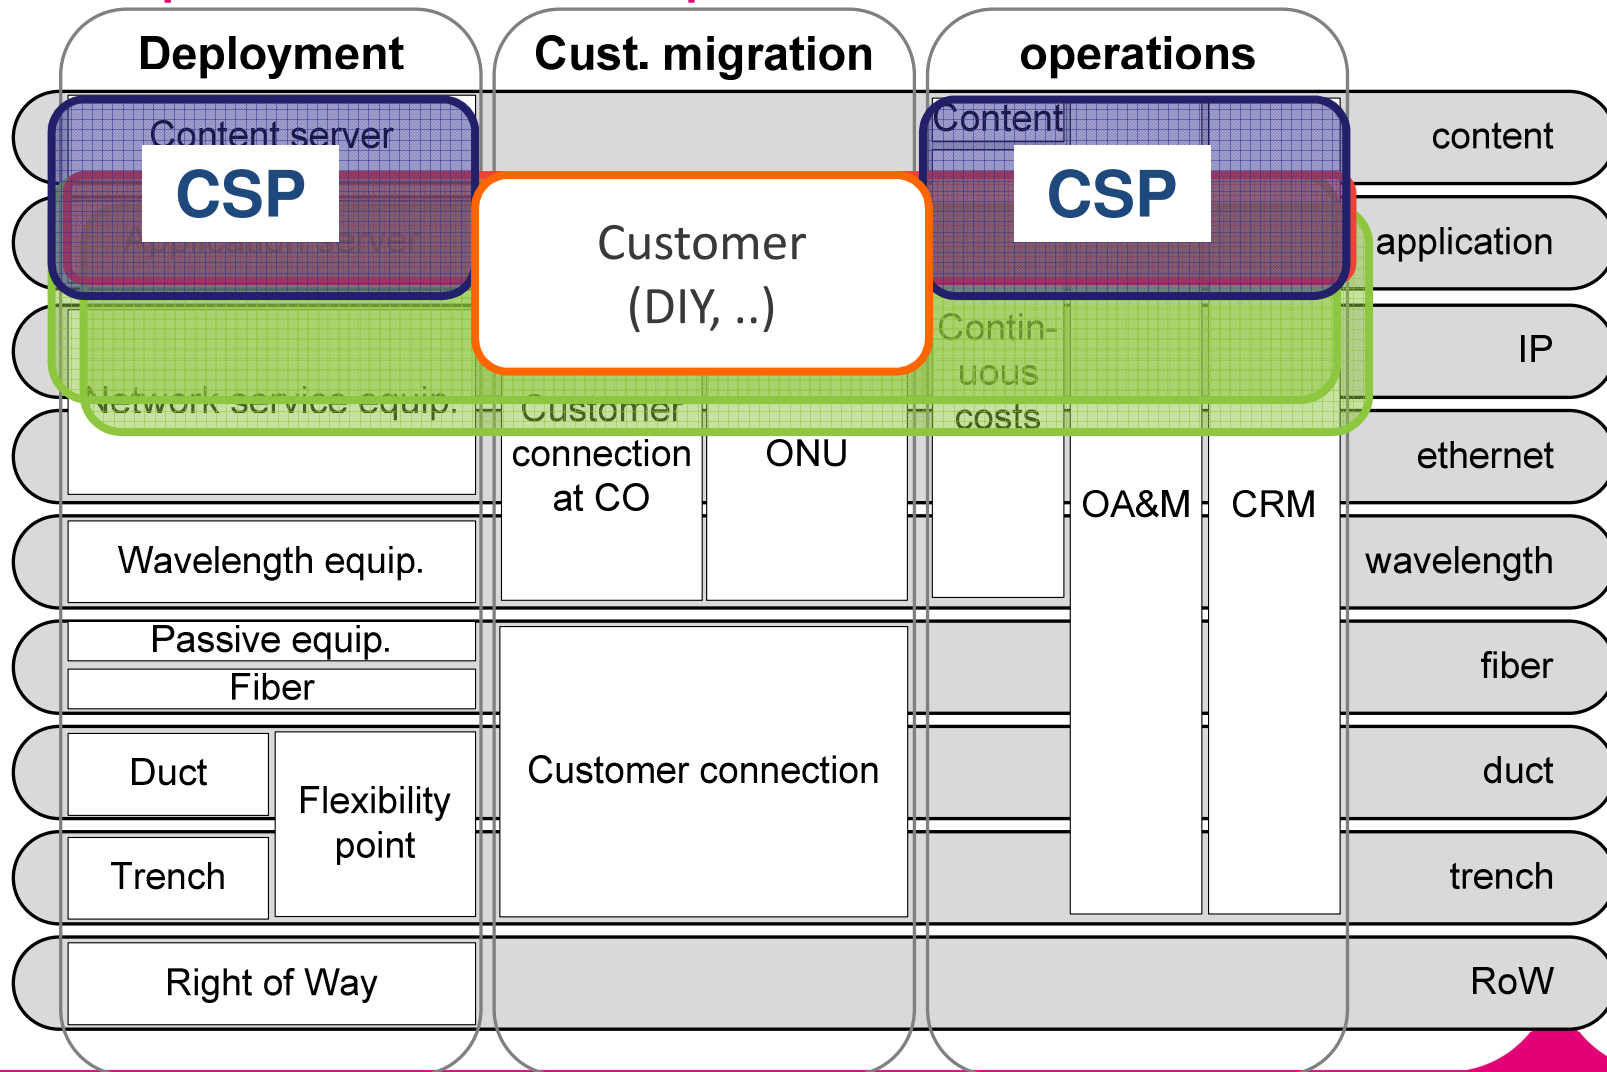 Deployment
Cust. migration
operations
Content server
CSP
Application server
Network service equip.
Wavelength equip.
Passive equip.
Fiber
Duct
Flexibility
point
Trench
Right of Way
Customer
(DIY, ..)
Customer
connection
at CO
ONU
Customer connection
Content
CSP
Contin-
uous
costs
OA&M
CRM
content
application
IP
ethernet
wavelength
fiber
duct
trench
RoW